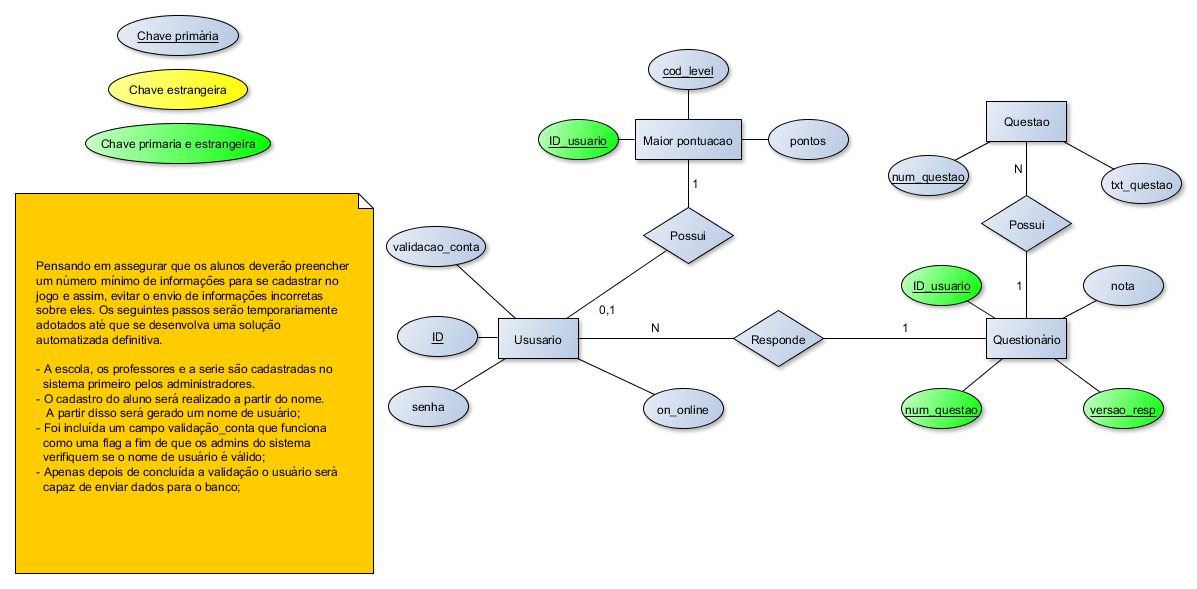 Chave primária
Chave estrangeira
Chave primaria e estrangeira
Pensando em assegurar que os alunos deverão preencher
um número mínimo de informações para se cadastrar no
jogo e assim, evitar o envio de informações incorretas
sobre eles. Os seguintes passos serão temporariamente
adotados até que se desenvolva uma solução
automatizada definitiva.
- A escola, os professores e a serie são cadastradas no
sistema primeiro pelos administradores.
- O cadastro do aluno será realizado a partir do nome.
A partir disso será gerado um nome de usuário;
- Foi incluída um campo validação_conta que funciona
como uma flag a fim de que os admins do sistema
verifiquem se o nome de usuário é válido;
- Apenas depois de concluída a validação o usuário será
capaz de enviar dados para o banco;
cod_level
ID_usuario
Maior pontuacao
pontos
1
Possui
0,1
validacao_conta
ID
Ususario
senha
on_online
N
Responde
1
Questao
num_questao
txt_questao
N
Possui
1
ID_usuario
nota
Questionário
num_questao
versao_resp